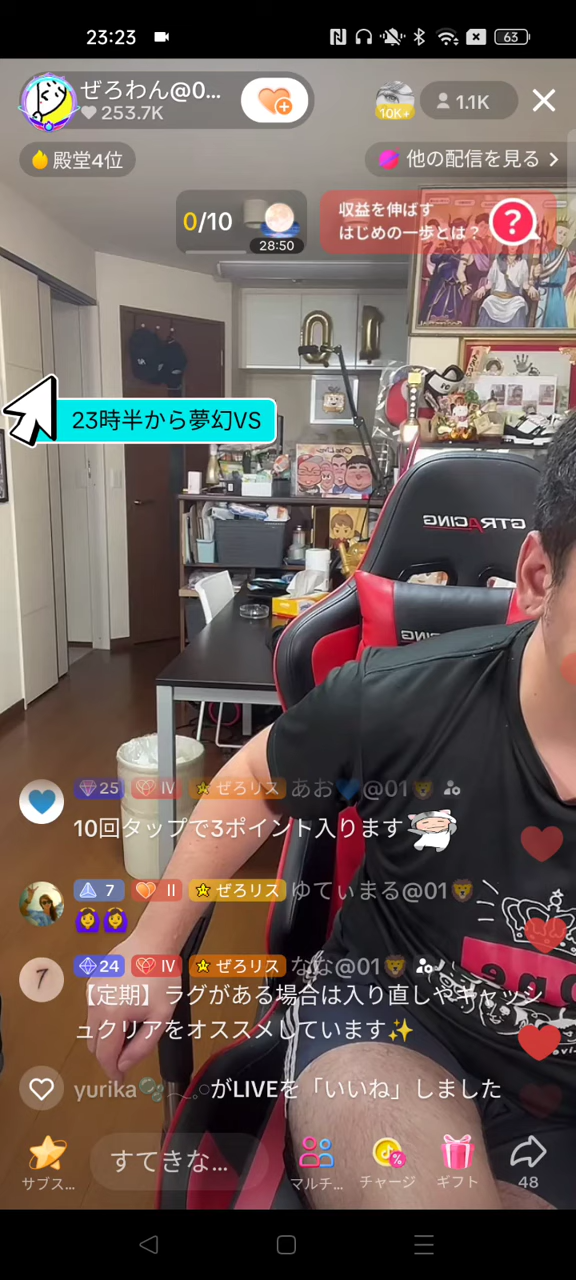 23:23
63
ぜろわん@0...
253.7K
10K+
1.1K
殿堂4位
他の配信を見る
0/10
28:50
収益を伸ばす
はじめの一歩とは？
01
23時半から夢幻VS
GTRACING
25 IV ぜろリス あお💙@01🦁
10回タップで3ポイント入ります
7 II ぜろリス ゆてぃまる@01🦁
🙆‍♀️🙆‍♀️
24 IV ぜろリス なな@01🦁
【定期】ラグがある場合は入り直しやキャッシ
ュクリアをオススメしています✨
yurika🫧𓂃𓈒𓏸がLIVEを「いいね」しました
サブス...
すてきな...
マルチ...
チャージ
ギフト
48